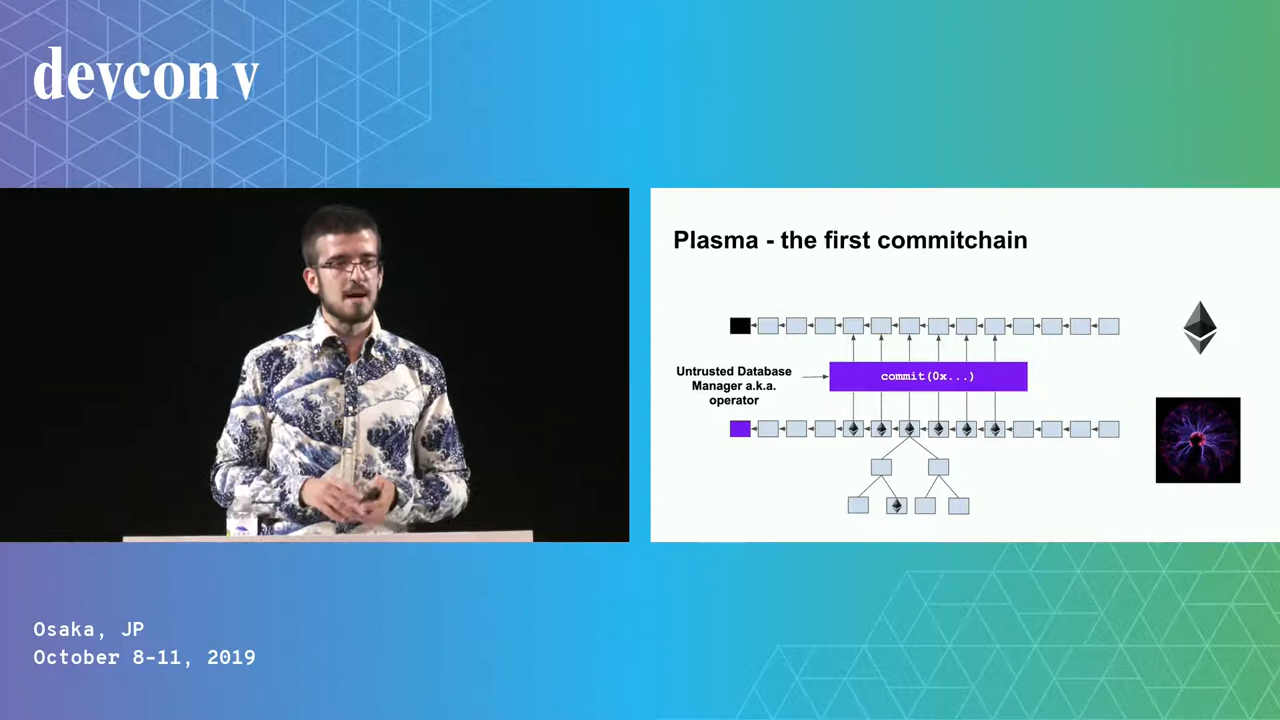 devcon v
Plasma - the first commitchain
Untrusted Database
Manager a.k.a.
operator
commit(0x...)
Osaka, JP
October 8-11, 2019